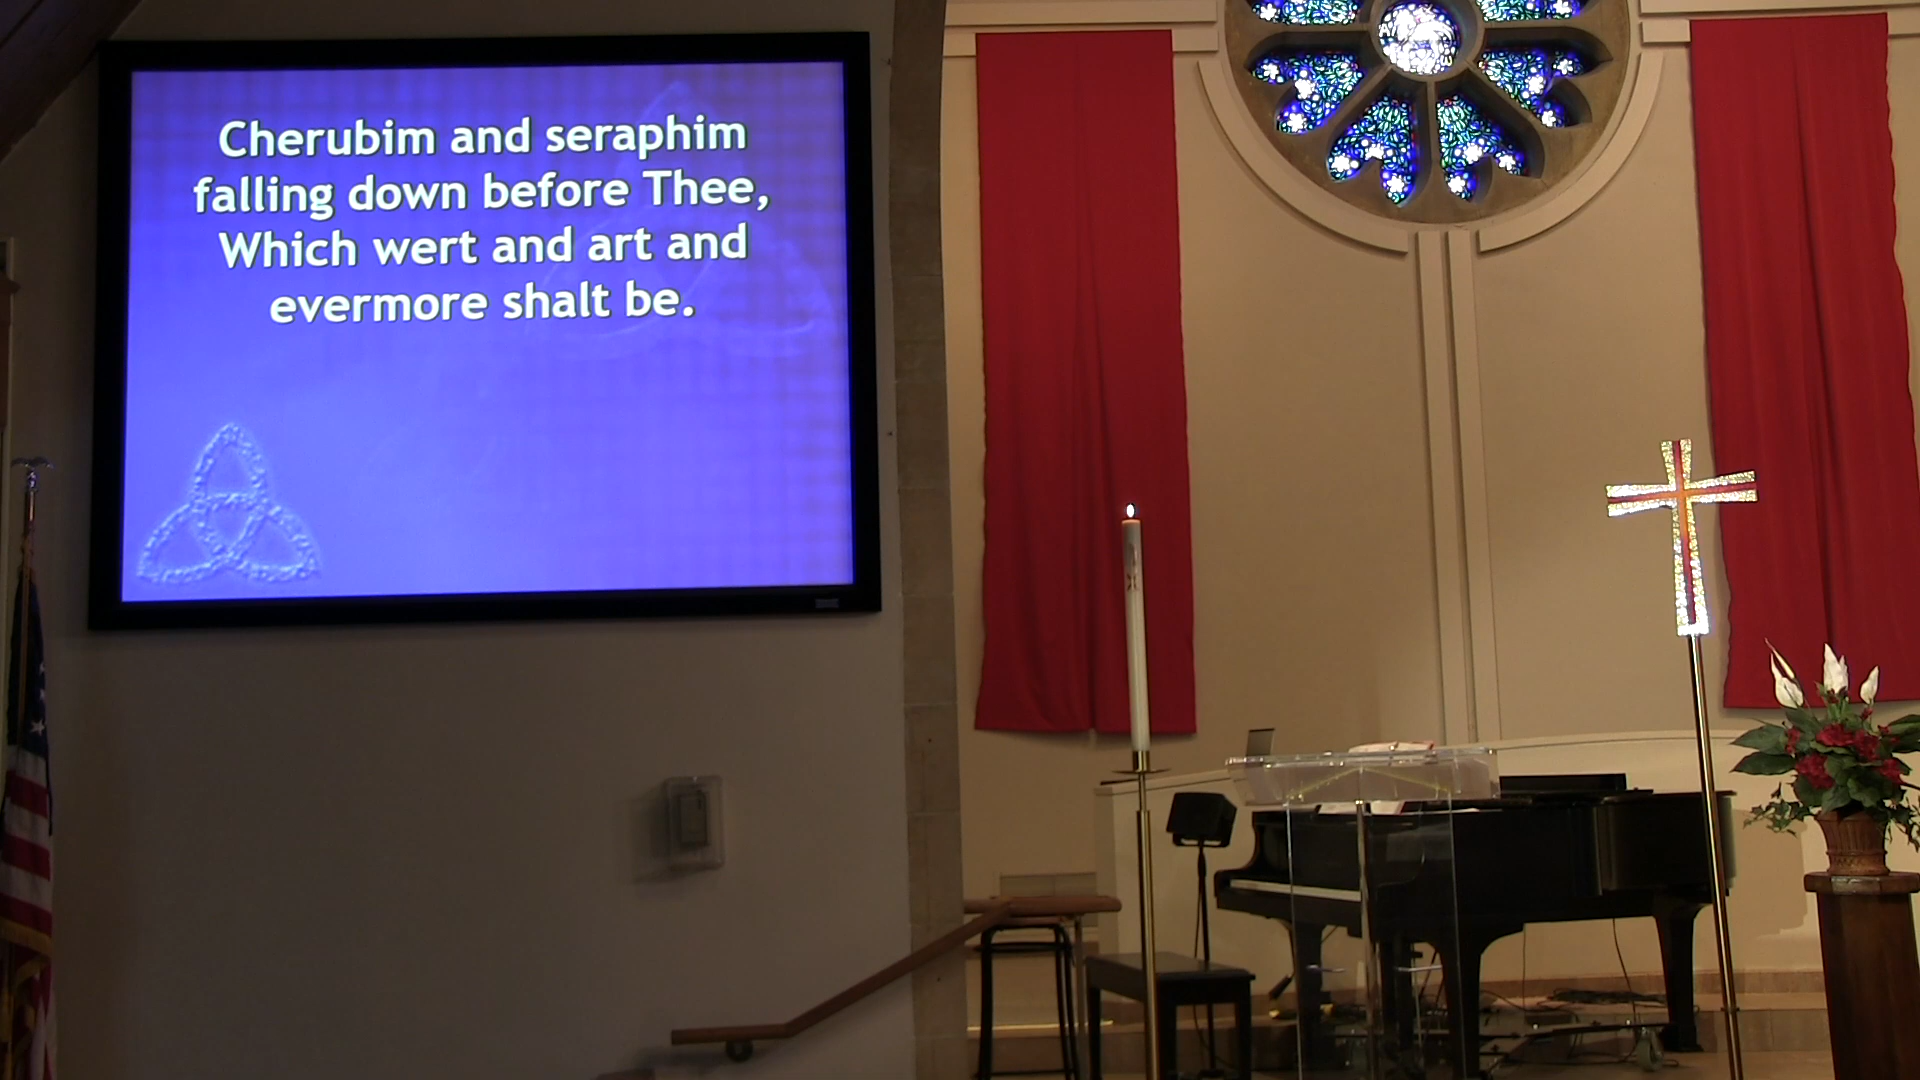 Cherubim and seraphim
falling down before Thee,
Which wert and art and
evermore shalt be.